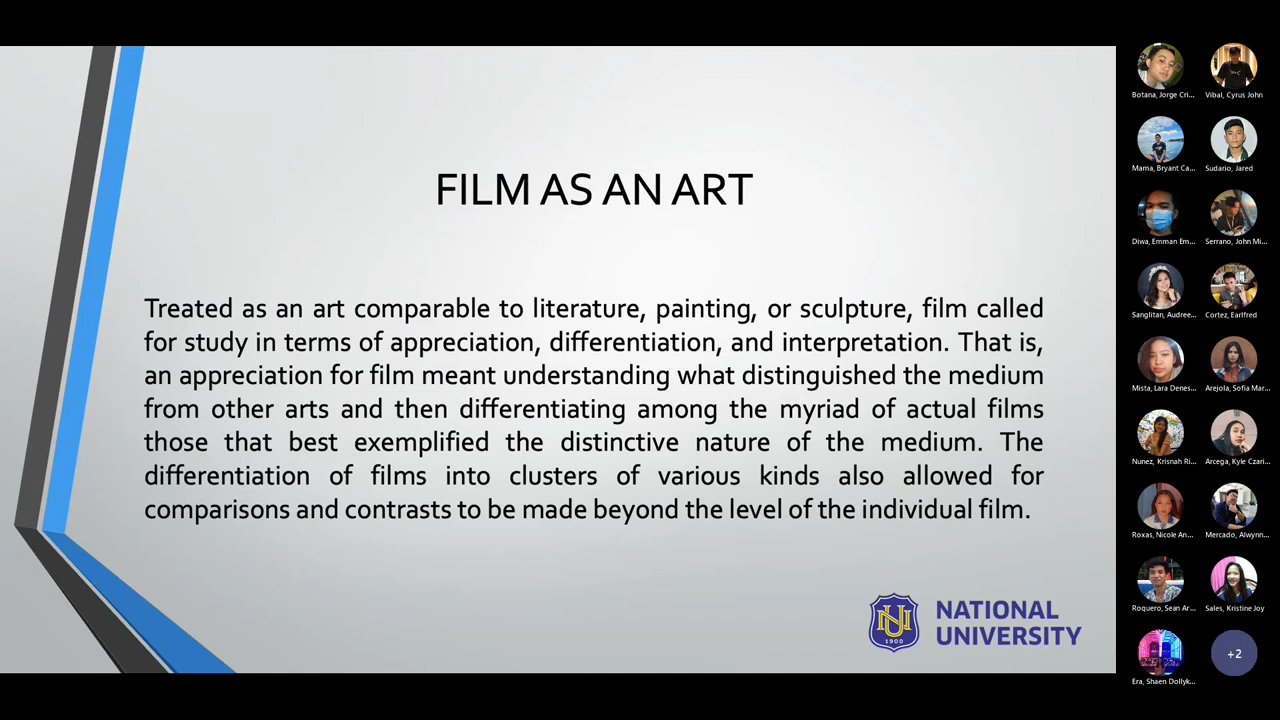 FILM AS AN ART
Treated as an art comparable to literature, painting, or sculpture, film called
for study in terms of appreciation, differentiation, and interpretation. That is,
an appreciation for film meant understanding what distinguished the medium
from other arts and then differentiating among the myriad of actual films
those that best exemplified the distinctive nature of the medium. The
differentiation of films into clusters of various kinds also allowed for
comparisons and contrasts to be made beyond the level of the individual film.
NU
1900
NATIONAL
UNIVERSITY
Botana, Jorge Cri...
Vibal, Cyrus John
Mama, Bryant Ca...
Sudario, Jared
Diwa, Emman Em...
Serrano, John Mi...
Sanglitan, Audree...
Cortez, Earlfred
Mista, Lara Denes...
Arejola, Sofia Mar...
Nunez, Krisnah Ri...
Arcega, Kyle Czari...
Roxas, Nicole An...
Mercado, Alwynn...
Roquero, Sean Ar...
Sales, Kristine Joy
Era, Shaen Dollyk...
+2